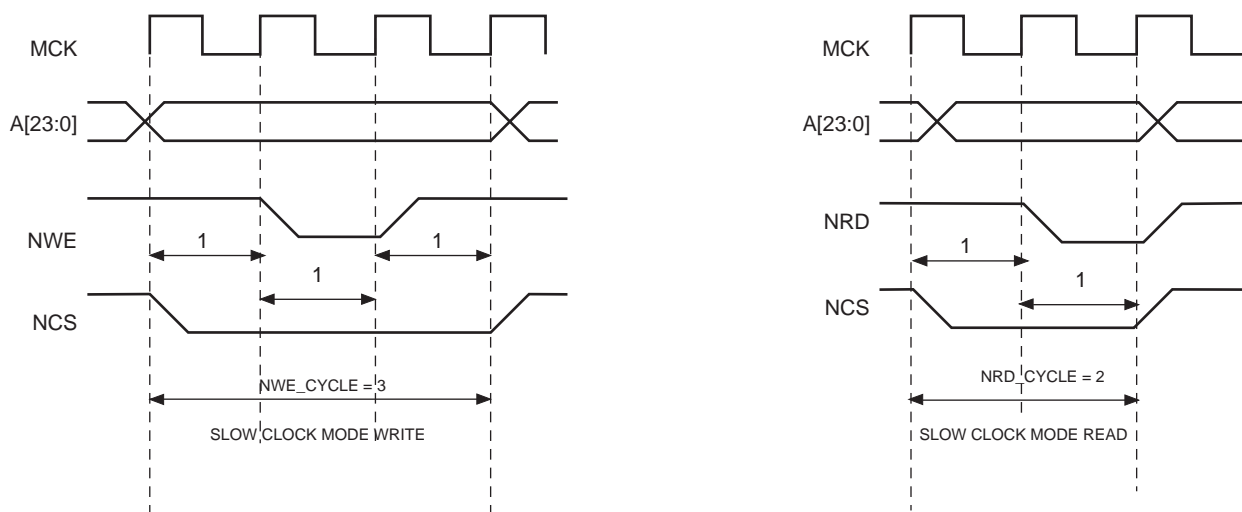 MCK
A[23:0]
NWE
1
1
1
NCS
NWE_CYCLE = 3
SLOW CLOCK MODE WRITE
MCK
A[23:0]
NRD
1
1
NCS
NRD_CYCLE = 2
SLOW CLOCK MODE READ